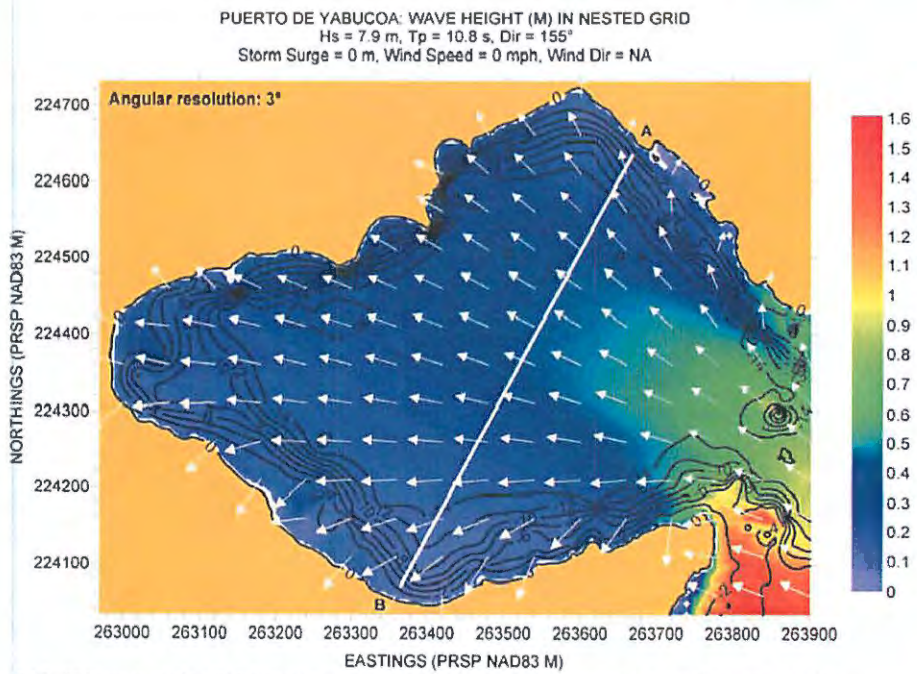 PUERTO DE YABUCOA: WAVE HEIGHT (M) IN NESTED GRID
Hs = 7.9 m, Tp = 10.8 s, Dir = 155°
Storm Surge = 0 m, Wind Speed = 0 mph, Wind Dir = NA
Angular resolution: 3°
A
B
224700
224600
224500
224400
224300
224200
224100
NORTHINGS (PRSP NAD83 M)
263000 263100 263200 263300 263400 263500 263600 263700 263800 263900
EASTINGS (PRSP NAD83 M)
1.6
1.5
1.4
1.3
1.2
1.1
1
0.9
0.8
0.7
0.6
0.5
0.4
0.3
0.2
0.1
0